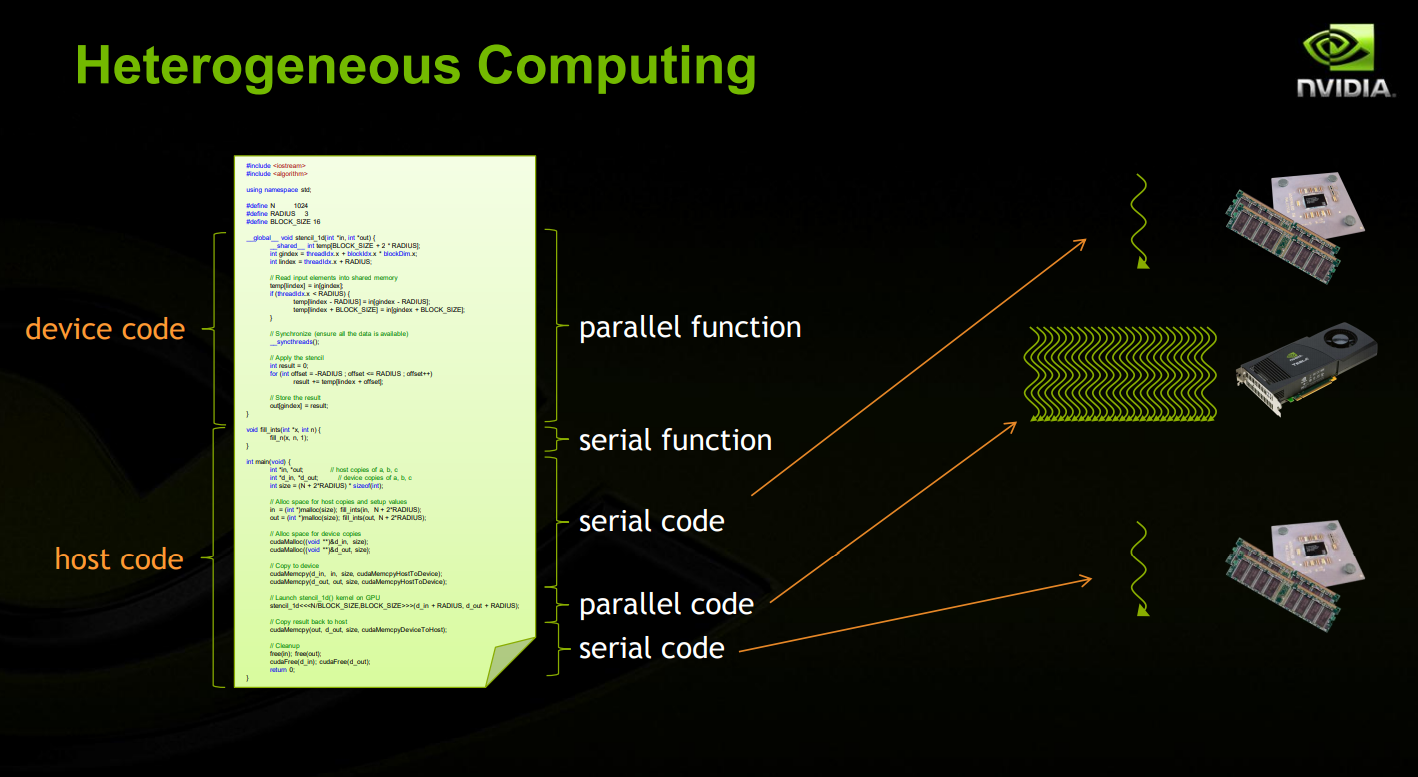 Heterogeneous Computing
NVIDIA.
#include <iostream>
#include <algorithm>
using namespace std;
#define N 1024
#define RADIUS 3
#define BLOCK_SIZE 16
__global__ void stencil_1d(int *in, int *out) {
__shared__ int temp[BLOCK_SIZE + 2 * RADIUS];
int gindex = threadIdx.x + blockIdx.x * blockDim.x;
int lindex = threadIdx.x + RADIUS;
// Read input elements into shared memory
temp[lindex] = in[gindex];
if (threadIdx.x < RADIUS) {
temp[lindex - RADIUS] = in[gindex - RADIUS];
temp[lindex + BLOCK_SIZE] = in[gindex + BLOCK_SIZE];
}
// Synchronize (ensure all the data is available)
__syncthreads();
// Apply the stencil
int result = 0;
for (int offset = -RADIUS ; offset <= RADIUS ; offset++)
result += temp[lindex + offset];
// Store the result
out[gindex] = result;
}
void fill_ints(int *x, int n) {
fill_n(x, n, 1);
}
int main(void) {
int *in, *out; // host copies of a, b, c
int *d_in, *d_out; // device copies of a, b, c
int size = (N + 2*RADIUS) * sizeof(int);
// Alloc space for host copies and setup values
in = (int *)malloc(size); fill_ints(in, N + 2*RADIUS);
out = (int *)malloc(size); fill_ints(out, N + 2*RADIUS);
// Alloc space for device copies
cudaMalloc((void **)&d_in, size);
cudaMalloc((void **)&d_out, size);
// Copy to device
cudaMemcpy(d_in, in, size, cudaMemcpyHostToDevice);
cudaMemcpy(d_out, out, size, cudaMemcpyHostToDevice);
// Launch stencil_1d() kernel on GPU
stencil_1d<<<N/BLOCK_SIZE,BLOCK_SIZE>>>(d_in + RADIUS, d_out + RADIUS);
// Copy result back to host
cudaMemcpy(out, d_out, size, cudaMemcpyDeviceToHost);
// Cleanup
free(in); free(out);
cudaFree(d_in); cudaFree(d_out);
return 0;
}
device code
host code
parallel function
serial function
serial code
parallel code
serial code
TESLA